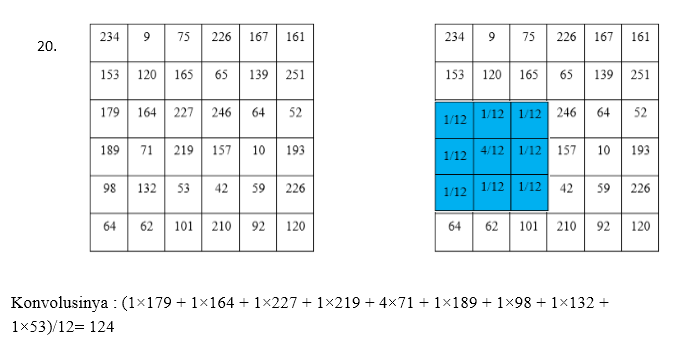 20.
234 9 75 226 167 161
153 120 165 65 139 251
179 164 227 246 64 52
189 71 219 157 10 193
98 132 53 42 59 226
64 62 101 210 92 120
234 9 75 226 167 161
153 120 165 65 139 251
1/12 1/12 1/12 246 64 52
1/12 4/12 1/12 157 10 193
1/12 1/12 1/12 42 59 226
64 62 101 210 92 120
Konvolusinya : (1×179 + 1×164 + 1×227 + 1×219 + 4×71 + 1×189 + 1×98 + 1×132 +
1×53)/12= 124